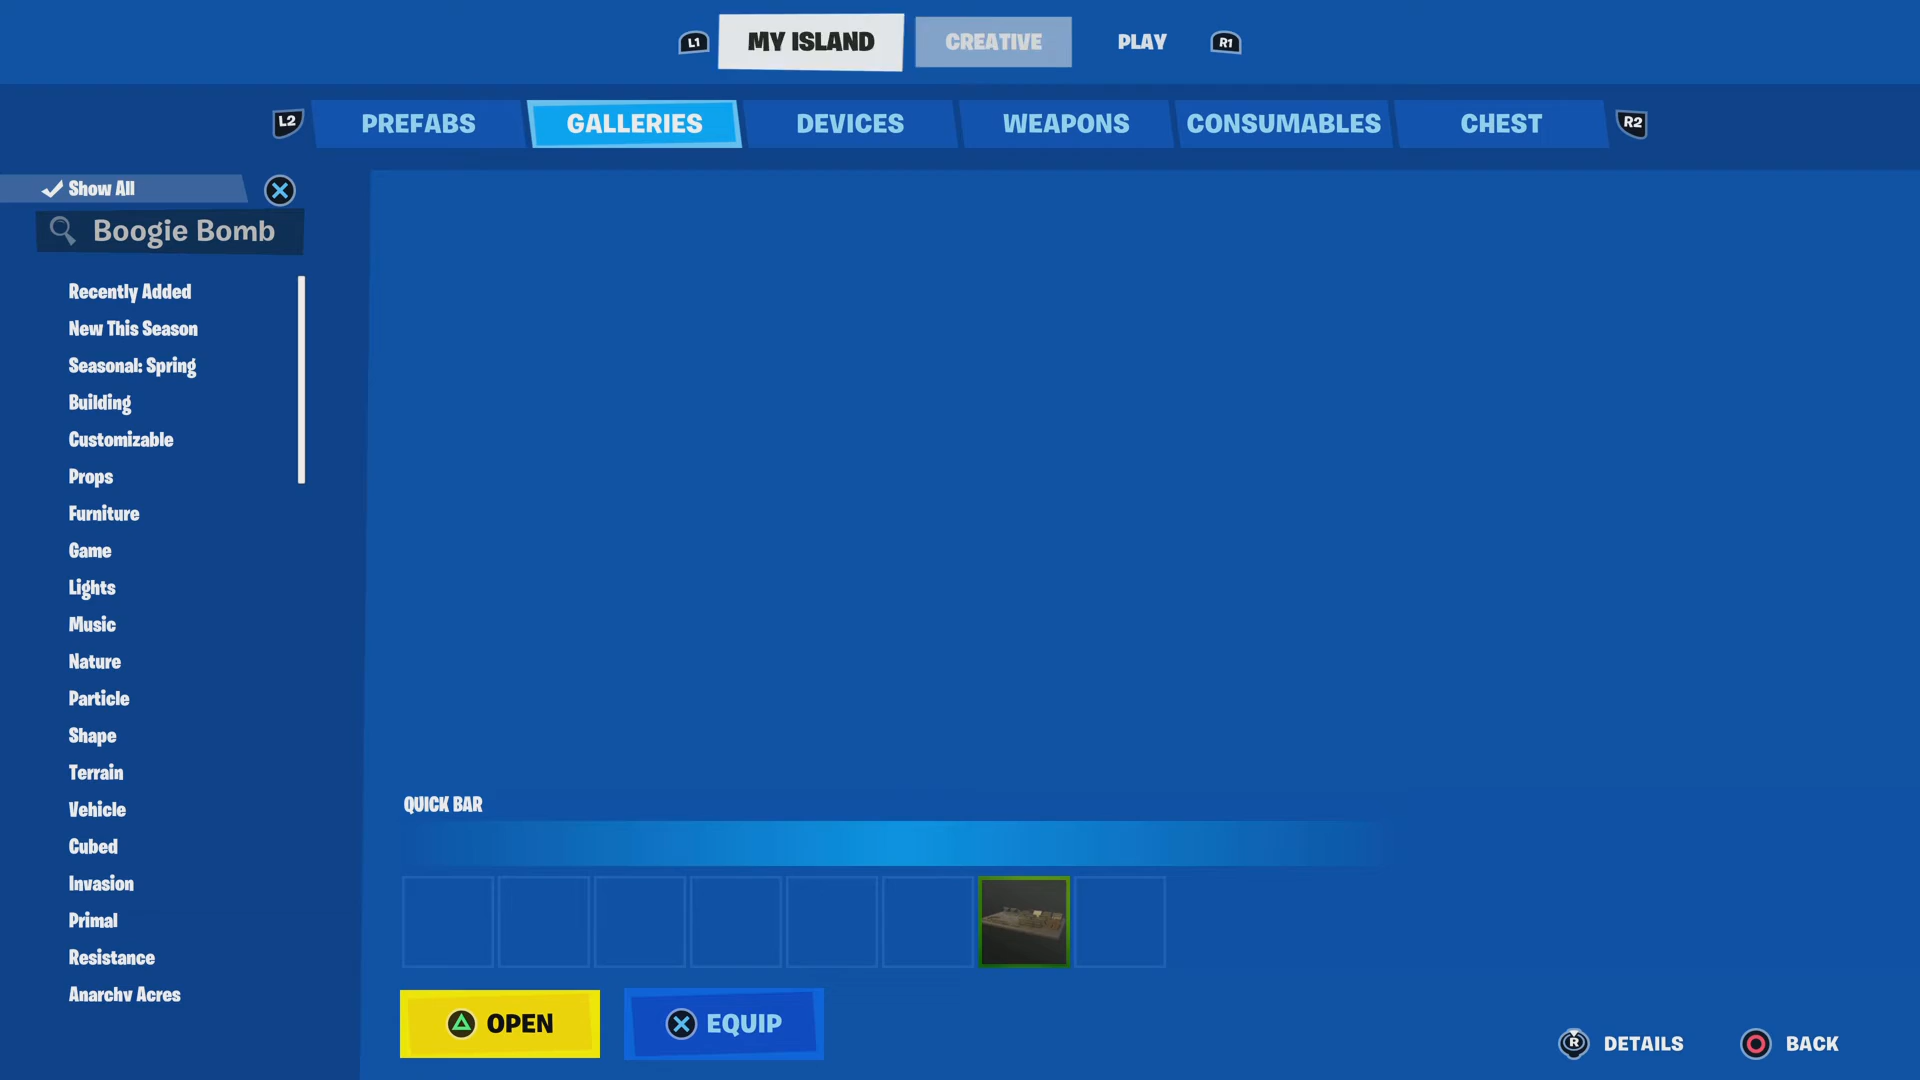 L1 MY ISLAND CREATIVE PLAY R1
L2 PREFABS GALLERIES DEVICES WEAPONS CONSUMABLES CHEST R2
Show All
Boogie Bomb
Recently Added
New This Season
Seasonal: Spring
Building
Customizable
Props
Furniture
Game
Lights
Music
Nature
Particle
Shape
Terrain
Vehicle
Cubed
Invasion
Primal
Resistance
Anarchy Acres
QUICK BAR
OPEN EQUIP
R DETAILS BACK